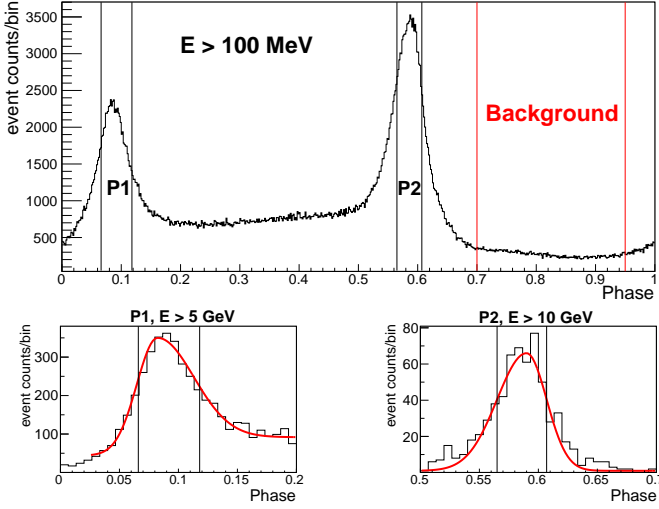 event counts/bin
3500
3000
2500
2000
1500
1000
500
E > 100 MeV
Background
P1
P2
0 0.1 0.2 0.3 0.4 0.5 0.6 0.7 0.8 0.9 1
Phase
P1, E > 5 GeV
event counts/bin
300
200
100
0 0.05 0.1 0.15 0.2
Phase
P2, E > 10 GeV
event counts/bin
80
60
40
20
0
0.5 0.55 0.6 0.65 0.7
Phase